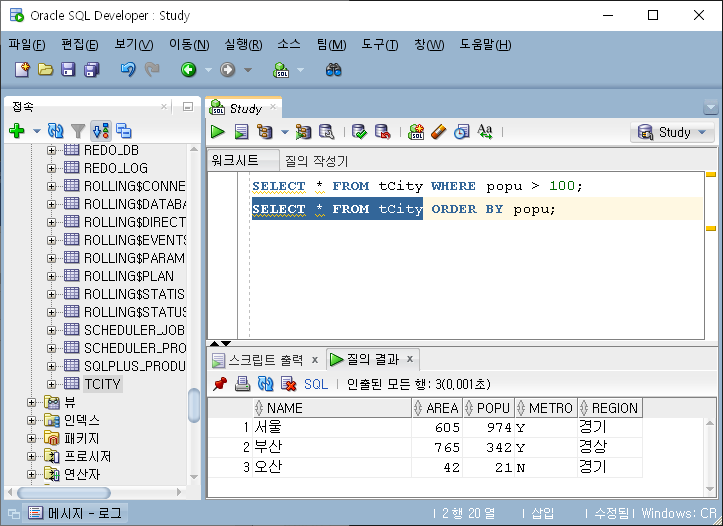 Oracle SQL Developer : Study
파일(F) 편집(E) 보기(V) 이동(N) 실행(R) 소스 팀(M) 도구(T) 창(W) 도움말(H)
접속
REDO_DB
REDO_LOG
ROLLING$CONNE
ROLLING$DATABA
ROLLING$DIRECT
ROLLING$EVENTS
ROLLING$PARAM
ROLLING$PLAN
ROLLING$STATIS
ROLLING$STATUS
SCHEDULER_JOB
SCHEDULER_PRO
SQLPLUS_PRODU
TCITY
뷰
인덱스
패키지
프로시저
연산자
Study
Study
워크시트 질의 작성기
SELECT * FROM tCity WHERE popu > 100;
SELECT * FROM tCity ORDER BY popu;
스크립트 출력 x 질의 결과 x
SQL | 인출된 모든 행: 3(0,001초)
NAME AREA POPU METRO REGION
1 서울 605 974 Y 경기
2 부산 765 342 Y 경상
3 오산 42 21 N 경기
메시지 - 로그 | 2 행 20 열 | 삽입 | 수정됨 | Windows: CR